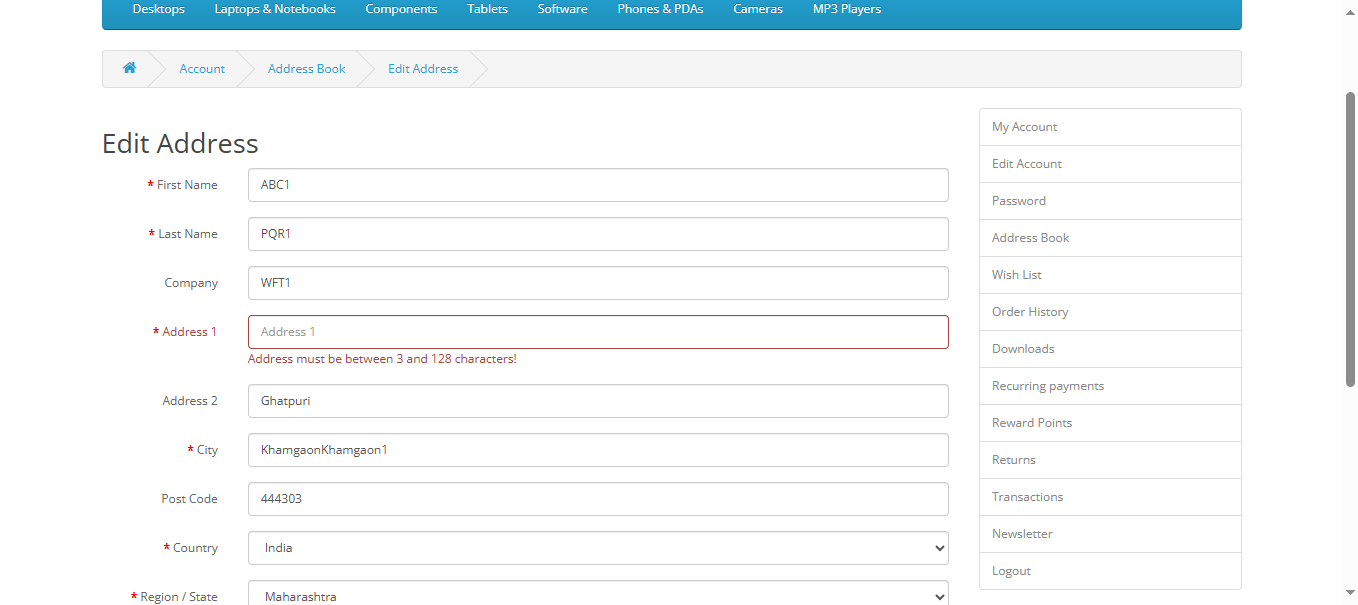 Desktops Laptops & Notebooks Components Tablets Software Phones & PDAs Cameras MP3 Players
Account Address Book Edit Address
Edit Address
* First Name ABC1
* Last Name PQR1
Company WFT1
* Address 1 Address 1
Address must be between 3 and 128 characters!
Address 2 Ghatpuri
* City KhamgaonKhamgaon1
Post Code 444303
* Country India
* Region / State Maharashtra
My Account
Edit Account
Password
Address Book
Wish List
Order History
Downloads
Recurring payments
Reward Points
Returns
Transactions
Newsletter
Logout